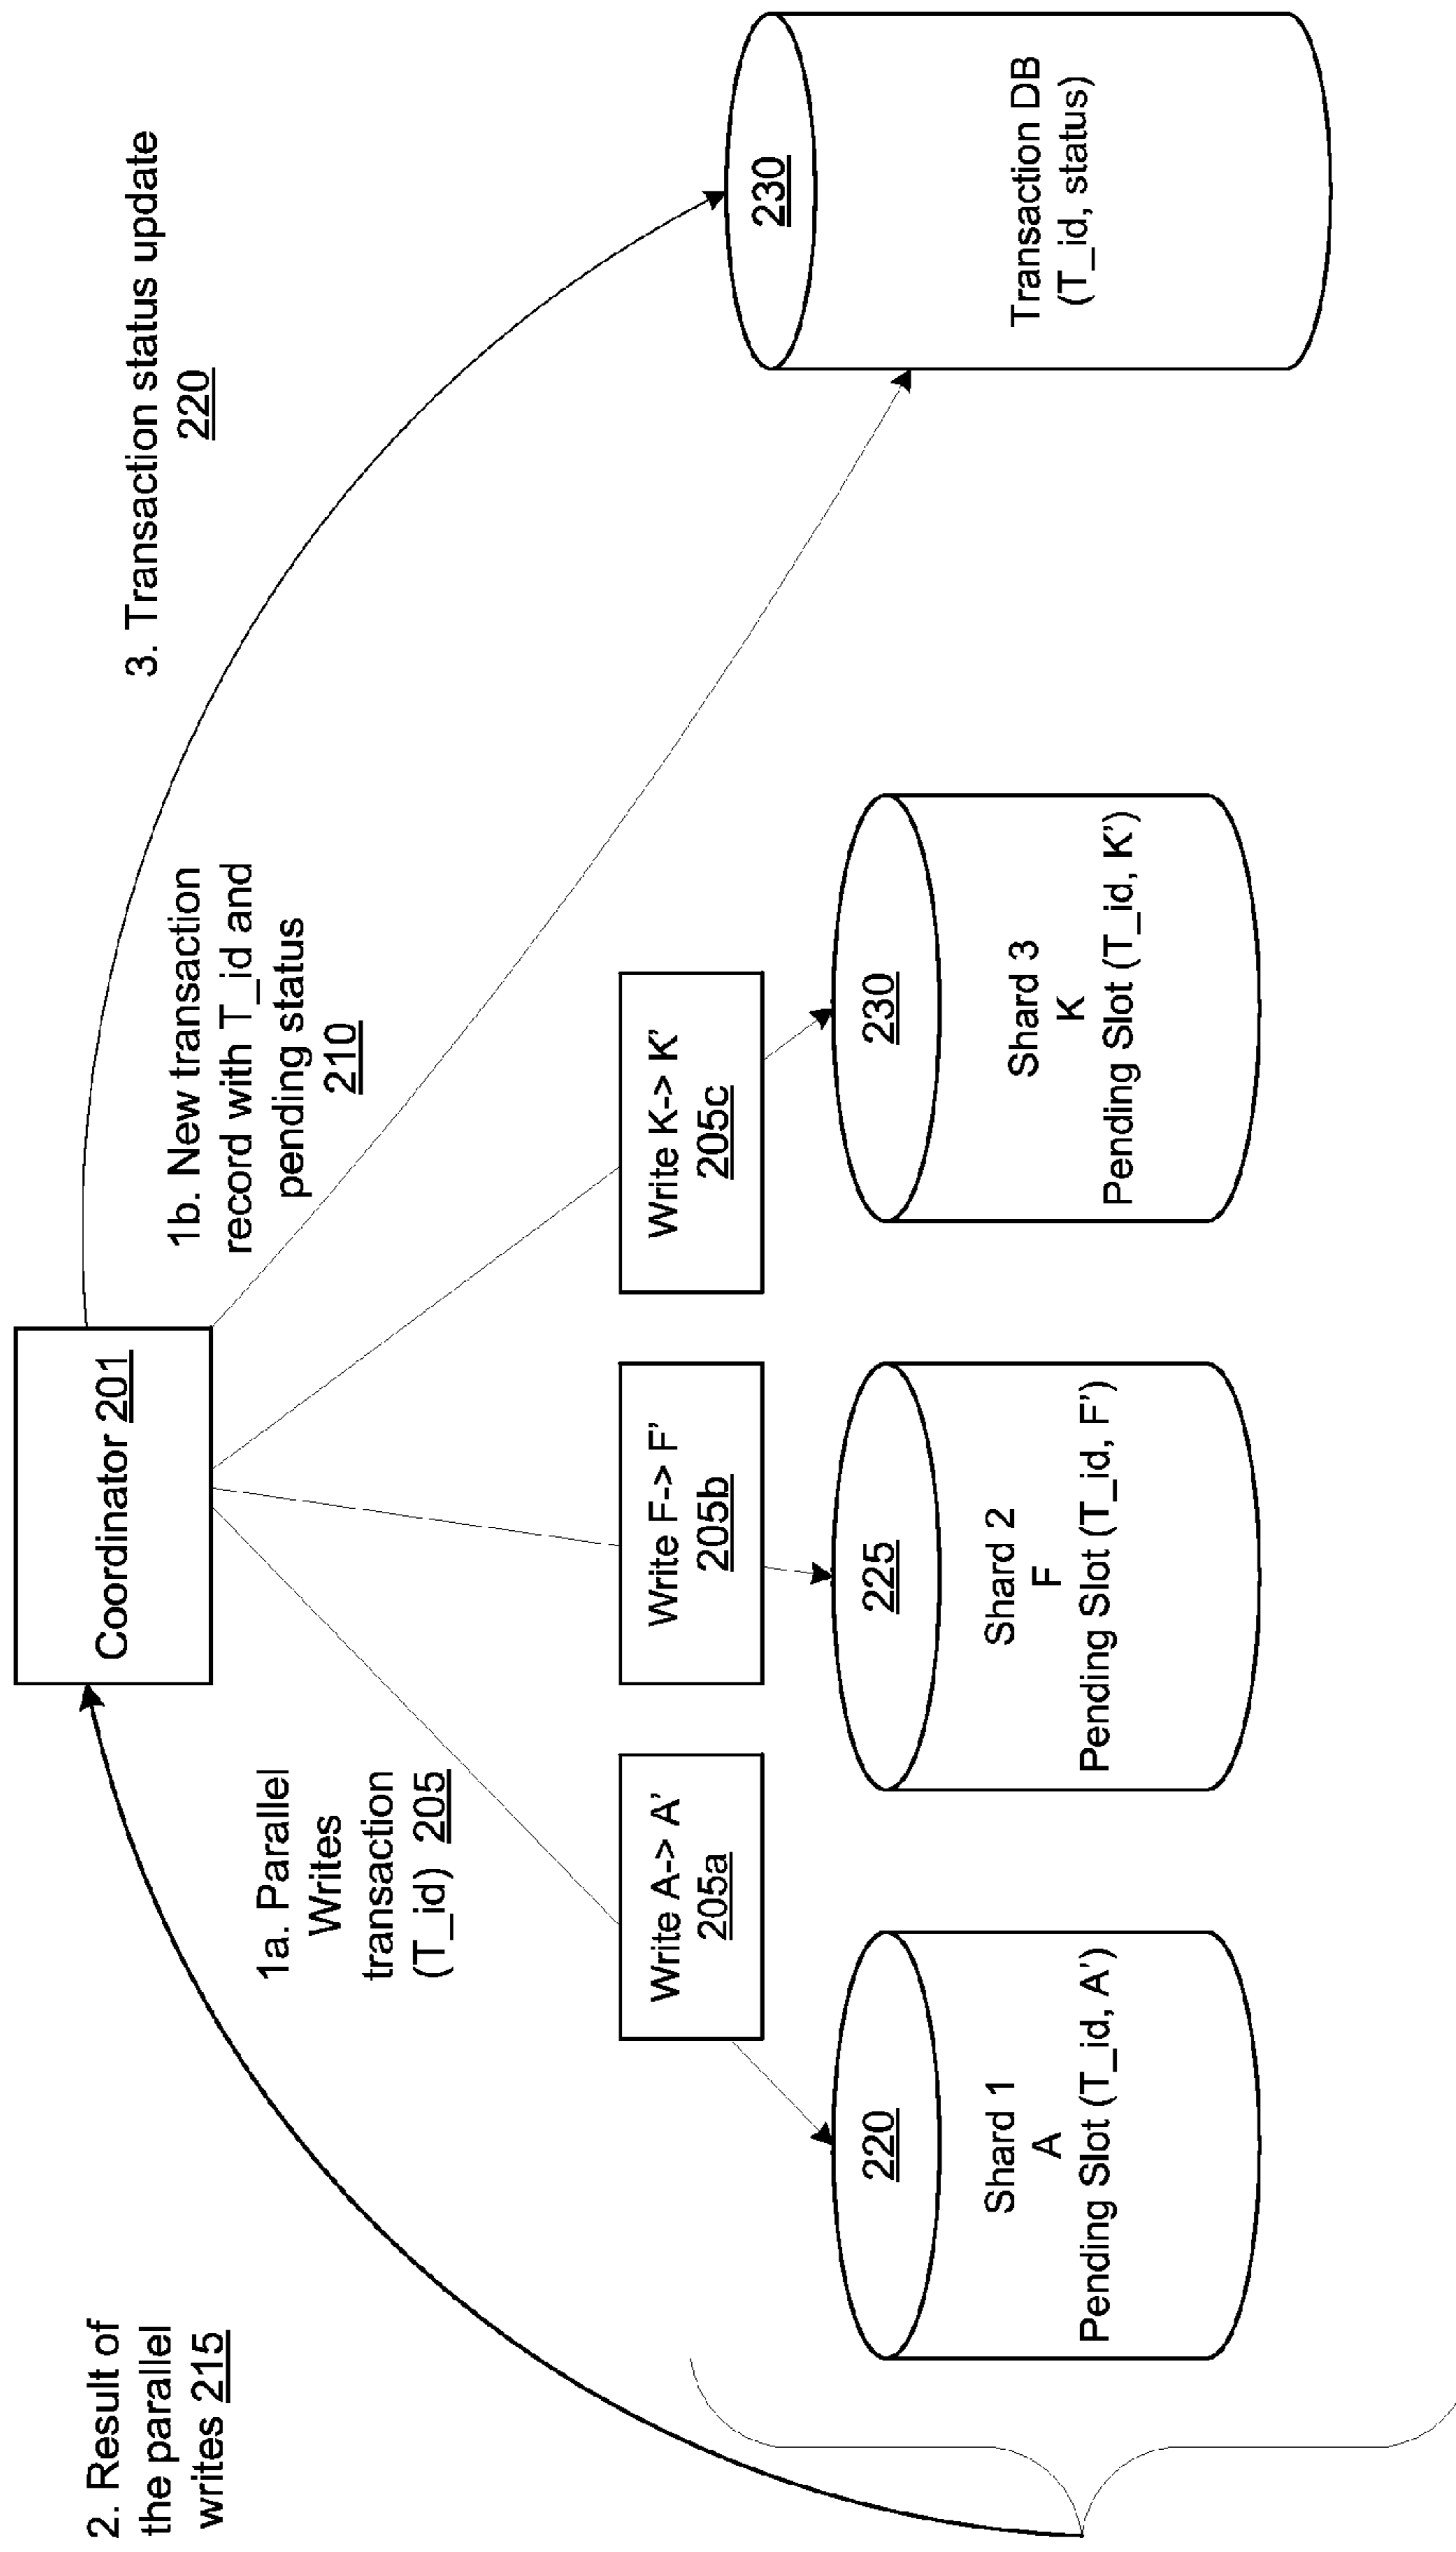 2. Result of
the parallel
writes 215
Coordinator 201
3. Transaction status update
220
1a. Parallel
Writes
transaction
(T_id) 205
1b. New transaction
record with T_id and
pending status
210
Write A-> A'
205a
Write F-> F'
205b
Write K-> K'
205c
220
Shard 1
A
Pending Slot (T_id, A')
225
Shard 2
F
Pending Slot (T_id, F')
230
Shard 3
K
Pending Slot (T_id, K')
230
Transaction DB
(T_id, status)